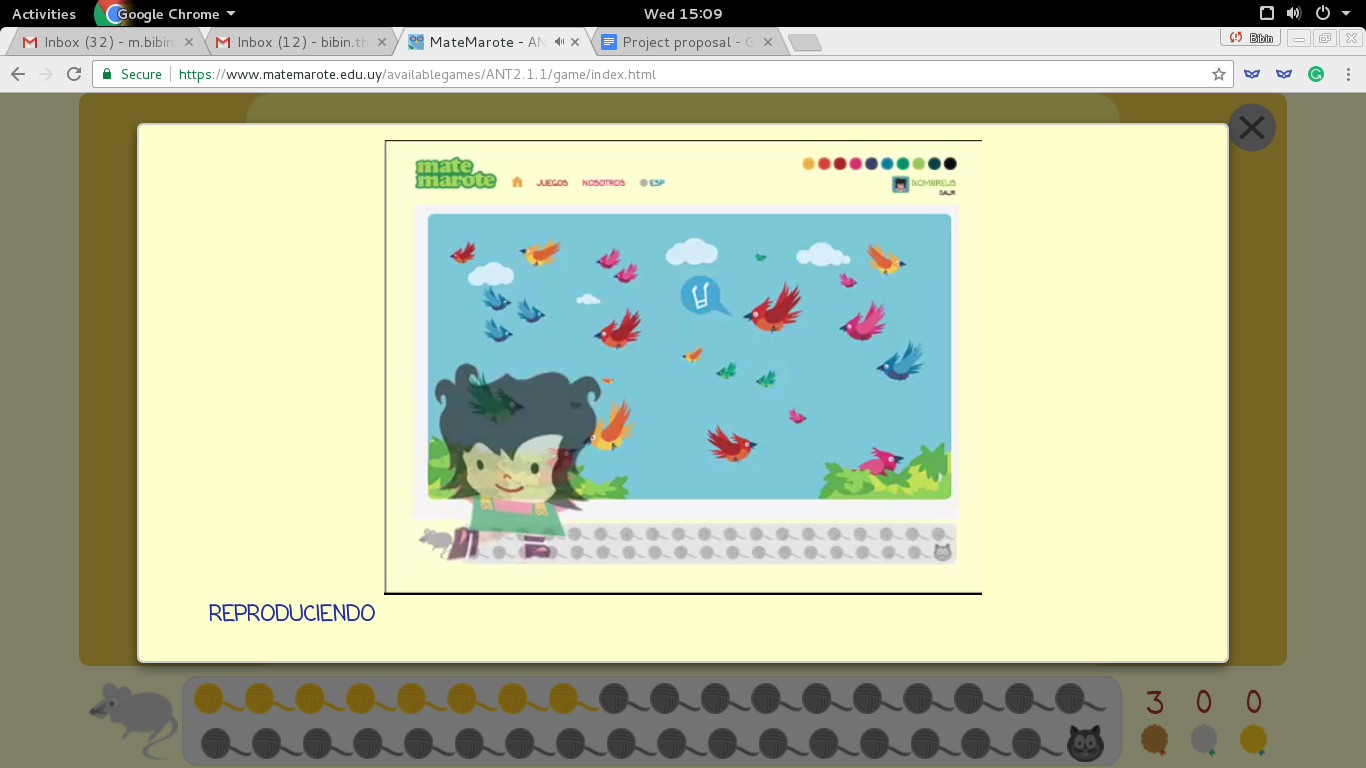 Activities
Google Chrome
Wed 15:09
Inbox (32) - m.bibin
Inbox (12) - bibin.th
MateMarote - AN
Project proposal - G
Bibin
Secure
https://www.matemarote.edu.uy/availablegames/ANT2.1.1/game/index.html
mate
marote
JUEGOS
NOSOTROS
ESP
NOMBREUS
SALIR
REPRODUCIENDO
3 0 0